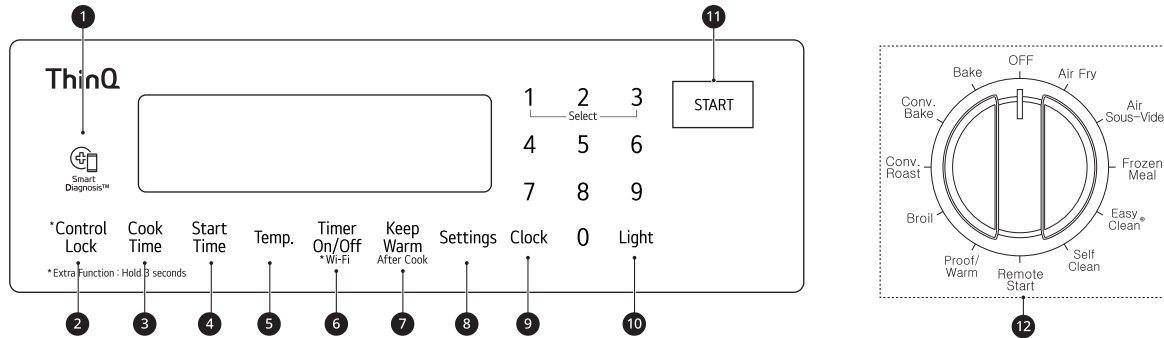 1
11
ThinQ
Smart
Diagnosis™
1 2 3
Select
4 5 6
7 8 9
START
*Control
Lock
Cook
Time
Start
Time
Temp.
Timer
On/Off
*Wi-Fi
Keep
Warm
After Cook
Settings
Clock
0
Light
*Extra Function : Hold 3 seconds
2
3
4
5
6
7
8
9
10
OFF
Air Fry
Air
Sous-Vide
Frozen
Meal
Easy
Clean®
Self
Clean
Remote
Start
Proof/
Warm
Broil
Conv.
Roast
Conv.
Bake
Bake
12